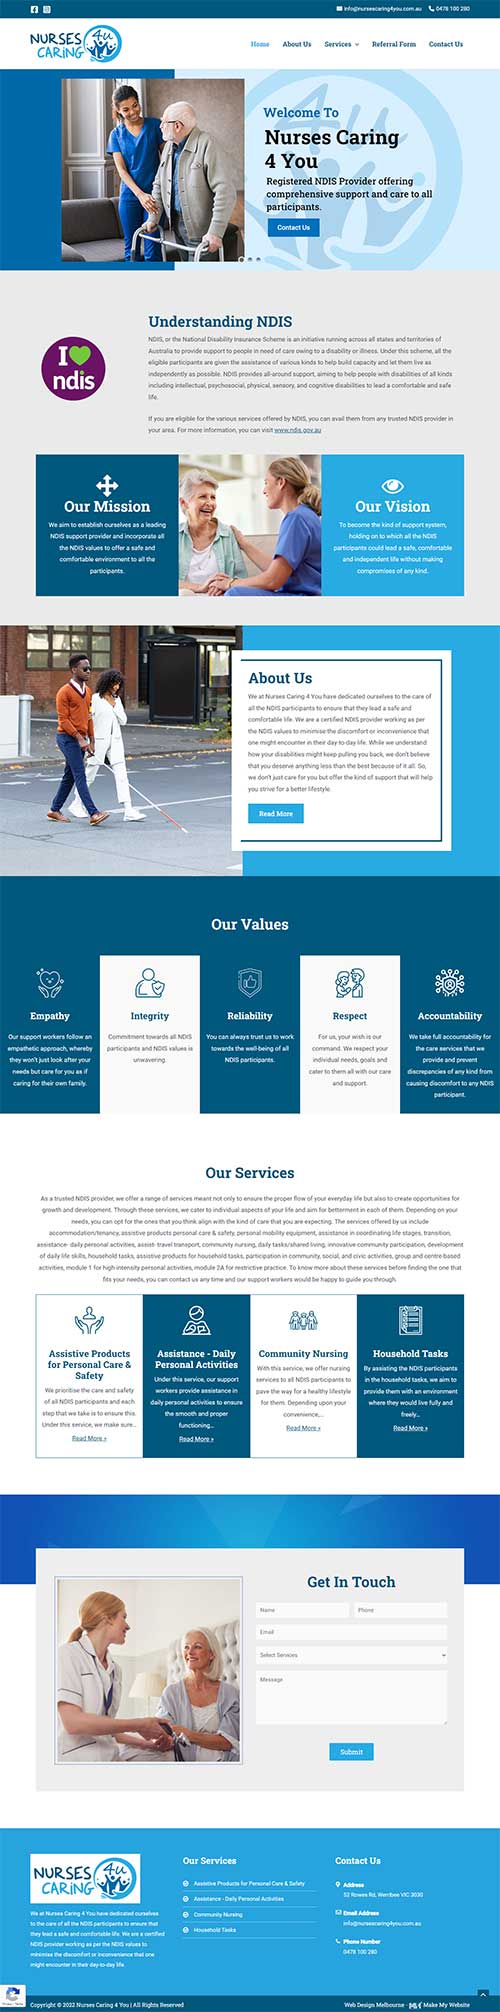 info@nursescaring4you.com.au 0478 100 280
NURSES 4U CARING
Home About Us Services Referral Form Contact Us
Welcome To
Nurses Caring
4 You
Registered NDIS Provider offering
comprehensive support and care to all
participants.
Contact Us
Understanding NDIS
NDIS, or the National Disability Insurance Scheme is an initiative running across all states and territories of
Australia to provide support to people in need of care owing to a disability or illness. Under this scheme, all the
eligible participants are given the assistance of various kinds to help build capacity and let them live as
independently as possible. NDIS provides all-around support, aiming to help people with disabilities of all kinds
including intellectual, psychosocial, physical, sensory, and cognitive disabilities to lead a comfortable and safe
life.
If you are eligible for the various services offered by NDIS, you can avail them from any trusted NDIS provider in
your area. For more information, you can visit www.ndis.gov.au
I
ndis
Our Mission
We aim to establish ourselves as a leading
NDIS support provider and incorporate all
the NDIS values to offer a safe and
comfortable environment to all the
participants.
Our Vision
To become the kind of support system,
holding on to which all the NDIS
participants could lead a safe, comfortable
and independent life without making
compromises of any kind.
About Us
We at Nurses Caring 4 You have dedicated ourselves to the care of
all the NDIS participants to ensure that they lead a safe and
comfortable life. We are a certified NDIS provider working as per
the NDIS values to minimise the discomfort or inconvenience that
one might encounter in their day-to-day life. While we understand
how your disabilities might keep pulling you back, we don't believe
that you deserve anything less than the best because of it all. So,
we don't just care for you but offer the kind of support that will help
you strive for a better lifestyle.
Read More
Our Values
Empathy
Our support workers follow an
empathetic approach, whereby
they won't just look after your
needs but care for you as if
caring for their own family.
Integrity
Commitment towards all NDIS
participants and NDIS values is
unwavering.
Reliability
You can always trust us to work
towards the well-being of all
NDIS participants.
Respect
For us, your wish is our
command. We respect your
individual needs, goals and
cater to them all with our care
and support.
Accountability
We take full accountability for
the care services that we
provide and prevent
discrepancies of any kind from
causing discomfort to any NDIS
participant.
Our Services
As a trusted NDIS provider, we offer a range of services meant not only to ensure the proper flow of your everyday life but also to create opportunities for
growth and development. Through these services, we cater to individual aspects of your life and aim for betterment in each of them. Depending on your
needs, you can opt for the ones that you think align with the kind of care that you are expecting. The services offered by us include
accommodation/tenancy, assistive products personal care & safety, personal mobility equipment, assistance in coordinating life stages, transition,
assistance- daily personal activities, assist- travel transport, community nursing, daily tasks/shared living, innovative community participation, development
of daily life skills, household tasks, assistive products for household tasks, participation in community, social, and civic activities, group and centre-based
activities, module 1 for high intensity personal activities, module 2A for restrictive practice. To know more about these services before finding the one that
fits your needs, you can contact us any time and our support workers would be happy to guide you through.
Assistive Products
for Personal Care &
Safety
We prioritise the care and safety
of all NDIS participants and each
step that we take is to ensure this.
Under this service, we make sure...
Read More »
Assistance - Daily
Personal Activities
Under this service, our support
workers provide assistance in
daily personal activities to ensure
the smooth and proper
functioning...
Read More »
Community Nursing
With this service, we offer nursing
services to all NDIS participants to
pave the way for a healthy lifestyle
for them. Depending upon your
convenience,...
Read More »
Household Tasks
By assisting the NDIS participants
in the household tasks, we aim to
provide them with an environment
where they would live fully and
freely...
Read More »
Get In Touch
Name Phone
Email
Select Services
Message
Submit
NURSES 4U CARING
We at Nurses Caring 4 You have dedicated ourselves
to the care of all the NDIS participants to ensure that
they lead a safe and comfortable life. We are a certified
NDIS provider working as per the NDIS values to
minimise the discomfort or inconvenience that one
might encounter in their day-to-day life.
Our Services
Assistive Products for Personal Care & Safety
Assistance - Daily Personal Activities
Community Nursing
Household Tasks
Contact Us
Address
52 Rowes Rd, Werribee VIC 3030
Email Address
info@nursescaring4you.com.au
Phone Number
0478 100 280
Copyright © 2022 Nurses Caring 4 You | All Rights Reserved
Web Design Melbourne - Make My Website